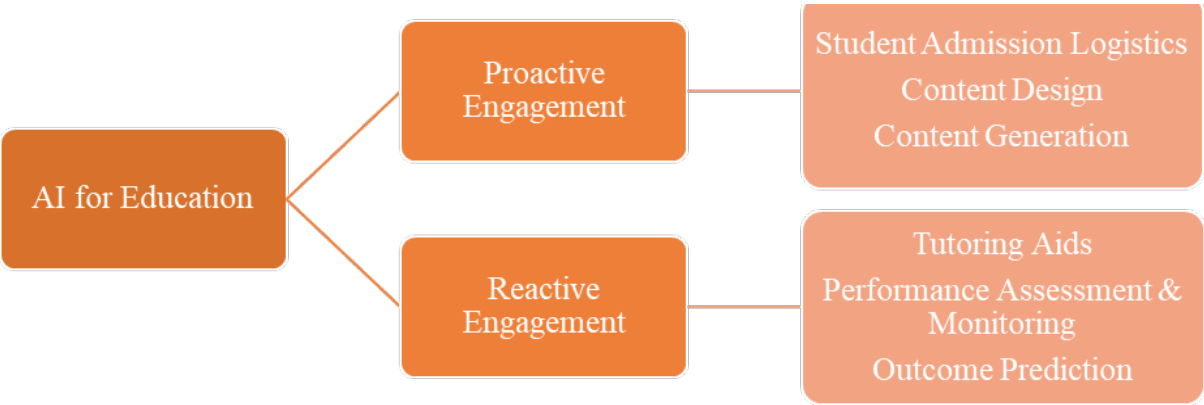 AI for Education
Proactive
Engagement
Student Admission Logistics
Content Design
Content Generation
Reactive
Engagement
Tutoring Aids
Performance Assessment &
Monitoring
Outcome Prediction